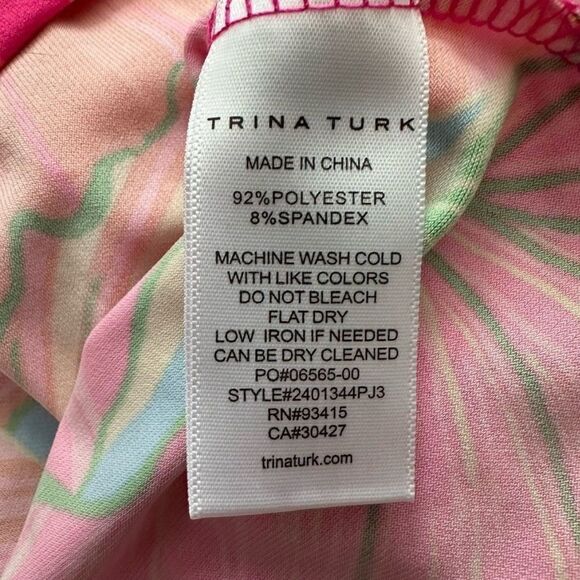 TRINA TURK
MADE IN CHINA
92%POLYESTER
8%SPANDEX
MACHINE WASH COLD
WITH LIKE COLORS
DO NOT BLEACH
FLAT DRY
LOW IRON IF NEEDED
CAN BE DRY CLEANED
PO#06565-00
STYLE#2401344PJ3
RN#93415
CA#30427
trinaturk.com